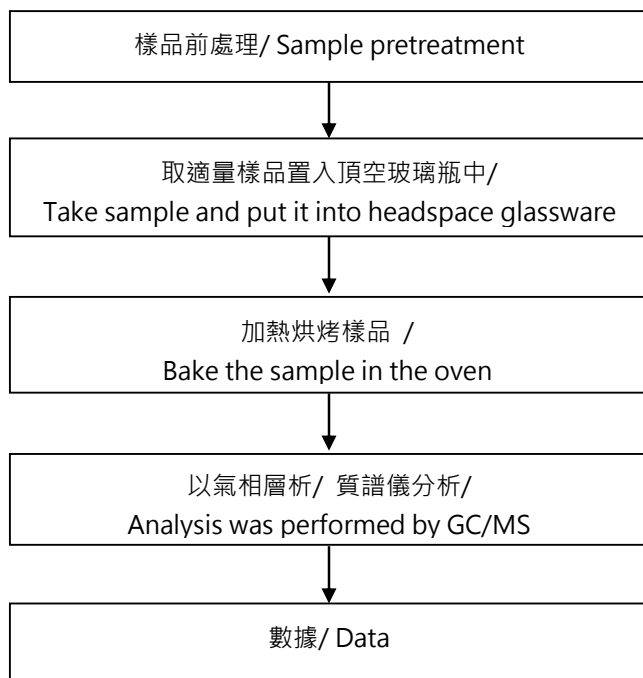 樣品前處理/ Sample pretreatment
取適量樣品置入頂空玻璃瓶中/
Take sample and put it into headspace glassware
加熱烘烤樣品 /
Bake the sample in the oven
以氣相層析/ 質譜儀分析/
Analysis was performed by GC/MS
數據/ Data